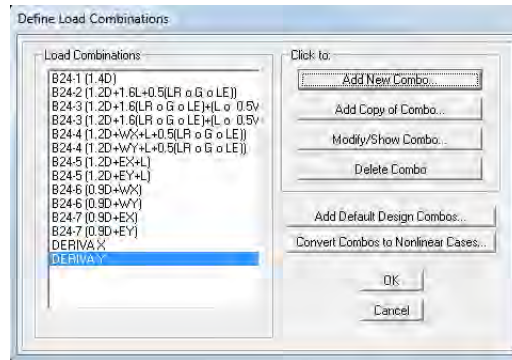 Define Load Combinations
Load Combinations
B24-1 (1.4D)
B24-2 (1.2D+1.6L+0.5(LR o G o LE))
B24-3 (1.2D+1.6(LR o G o LE)+(L o 0.5V
B24-3 (1.2D+1.6(LR o G o LE)+(L o 0.5V
B24-4 (1.2D+WX+L+0.5(LR o G o LE))
B24-4 (1.2D+WY+L+0.5(LR o G o LE))
B24-5 (1.2D+EX+L)
B24-5 (1.2D+EY+L)
B24-6 (0.9D+WX)
B24-6 (0.9D+WY)
B24-7 (0.9D+EX)
B24-7 (0.9D+EY)
DERIVA X
DERIVA Y
Click to:
Add New Combo...
Add Copy of Combo...
Modify/Show Combo...
Delete Combo
Add Default Design Combos...
Convert Combos to Nonlinear Cases...
OK
Cancel